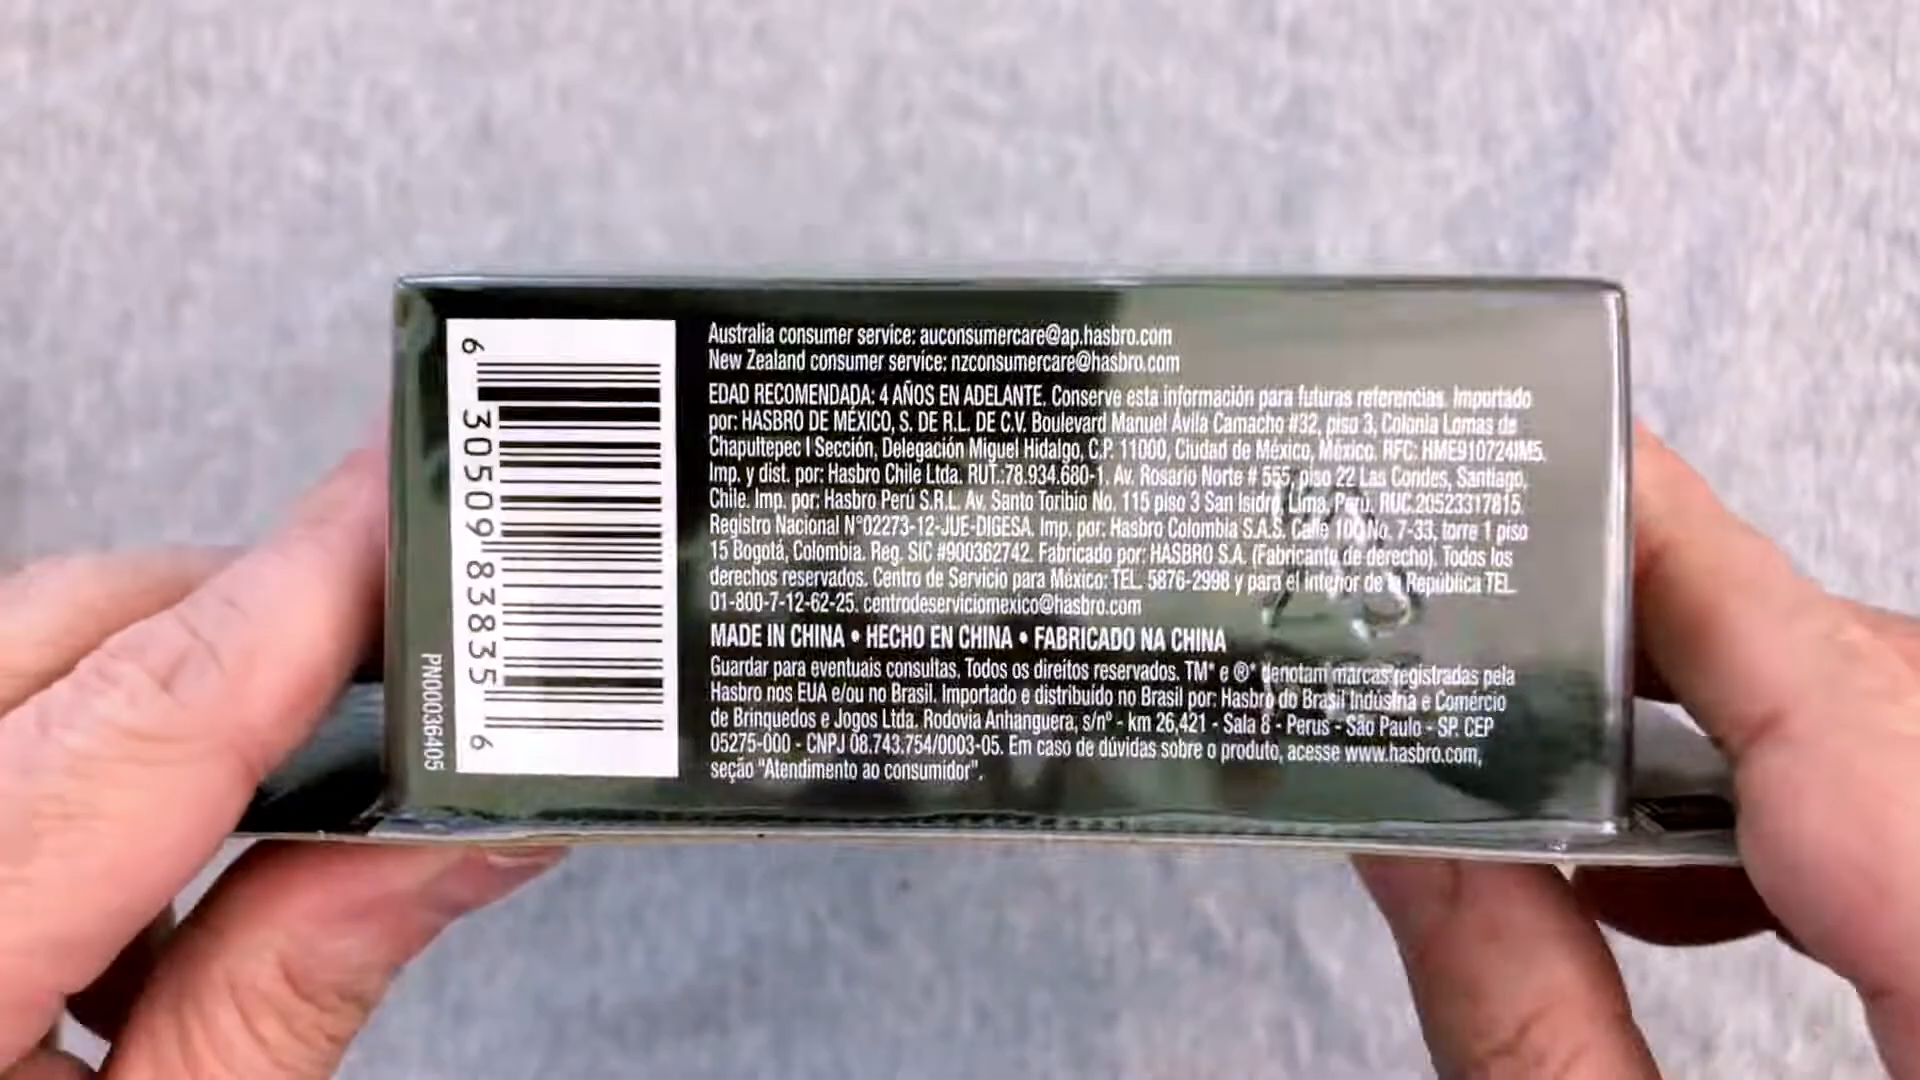 6 30509 83835 6
PN00036405
Australia consumer service: auconsumercare@ap.hasbro.com
New Zealand consumer service: nzconsumercare@hasbro.com
EDAD RECOMENDADA: 4 AÑOS EN ADELANTE. Conserve esta información para futuras referencias. Importado
por: HASBRO DE MÉXICO, S. DE R.L. DE C.V. Boulevard Manuel Ávila Camacho #32, piso 3, Colonia Lomas de
Chapultepec I Sección, Delegación Miguel Hidalgo, C.P. 11000, Ciudad de México, México. RFC: HME910724IM5.
Imp. y dist. por: Hasbro Chile Ltda. RUT.:78.934.680-1. Av. Rosario Norte # 555, piso 22 Las Condes, Santiago,
Chile. Imp. por: Hasbro Perú S.R.L. Av. Santo Toribio No. 115 piso 3 San Isidro, Lima, Perú. RUC.20523317815.
Registro Nacional N°02273-12-JUE-DIGESA. Imp. por: Hasbro Colombia S.A.S. Calle 100 No. 7-33, torre 1 piso
15 Bogotá, Colombia. Reg. SIC #900362742. Fabricado por: HASBRO S.A. (Fabricante de derecho). Todos los
derechos reservados. Centro de Servicio para México: TEL. 5876-2998 y para el interior de la República TEL.
01-800-7-12-62-25. centrodeserviciomexico@hasbro.com
MADE IN CHINA • HECHO EN CHINA • FABRICADO NA CHINA
Guardar para eventuais consultas. Todos os direitos reservados. TM* e ®* denotam marcas registradas pela
Hasbro nos EUA e/ou no Brasil. Importado e distribuído no Brasil por: Hasbro do Brasil Indústria e Comércio
de Brinquedos e Jogos Ltda. Rodovia Anhanguera, s/nº - km 26,421 - Sala 8 - Perus - São Paulo - SP. CEP
05275-000 - CNPJ 08.743.754/0003-05. Em caso de dúvidas sobre o produto, acesse www.hasbro.com,
seção "Atendimento ao consumidor".